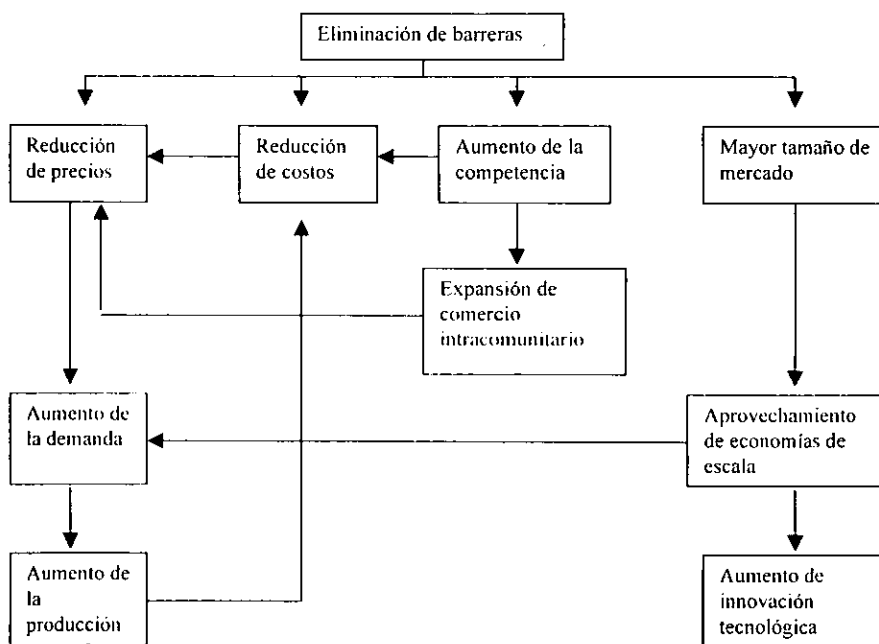 Eliminación de barreras
Reducción
de precios
Reducción
de costos
Aumento de la
competencia
Mayor tamaño de
mercado
Expansión de
comercio
intracomunitario
Aumento de
la demanda
Aprovechamiento
de economías de
escala
Aumento de
la
producción
Aumento de
innovación
tecnológica